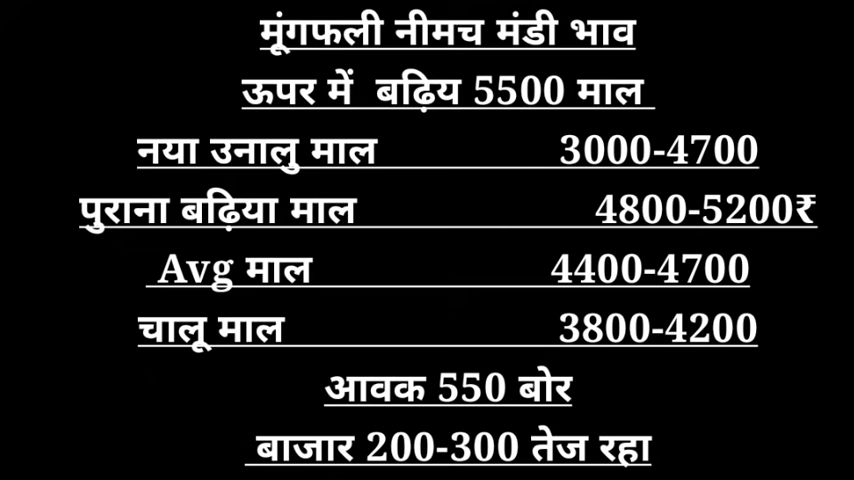 मूंगफली नीमच मंडी भाव
ऊपर में बढ़िय 5500 माल
नया उनालु माल 3000-4700
पुराना बढ़िया माल 4800-5200₹
Avg माल 4400-4700
चालू माल 3800-4200
आवक 550 बोर
बाजार 200-300 तेज रहा